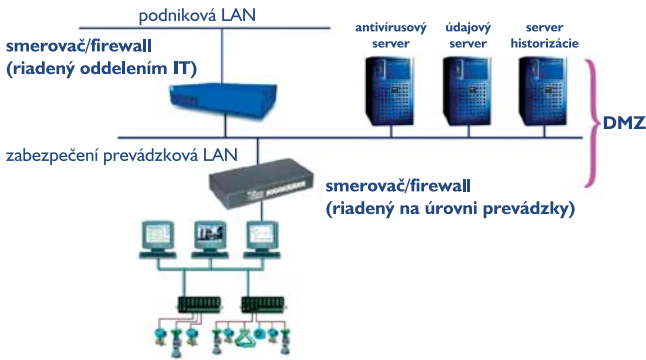 podniková LAN
smerovač/firewall
(riadený oddelením IT)
antivírusový
server
údajový
server
server
historizácie
DMZ
zabezpečení prevádzková LAN
smerovač/firewall
(riadený na úrovni prevádzky)